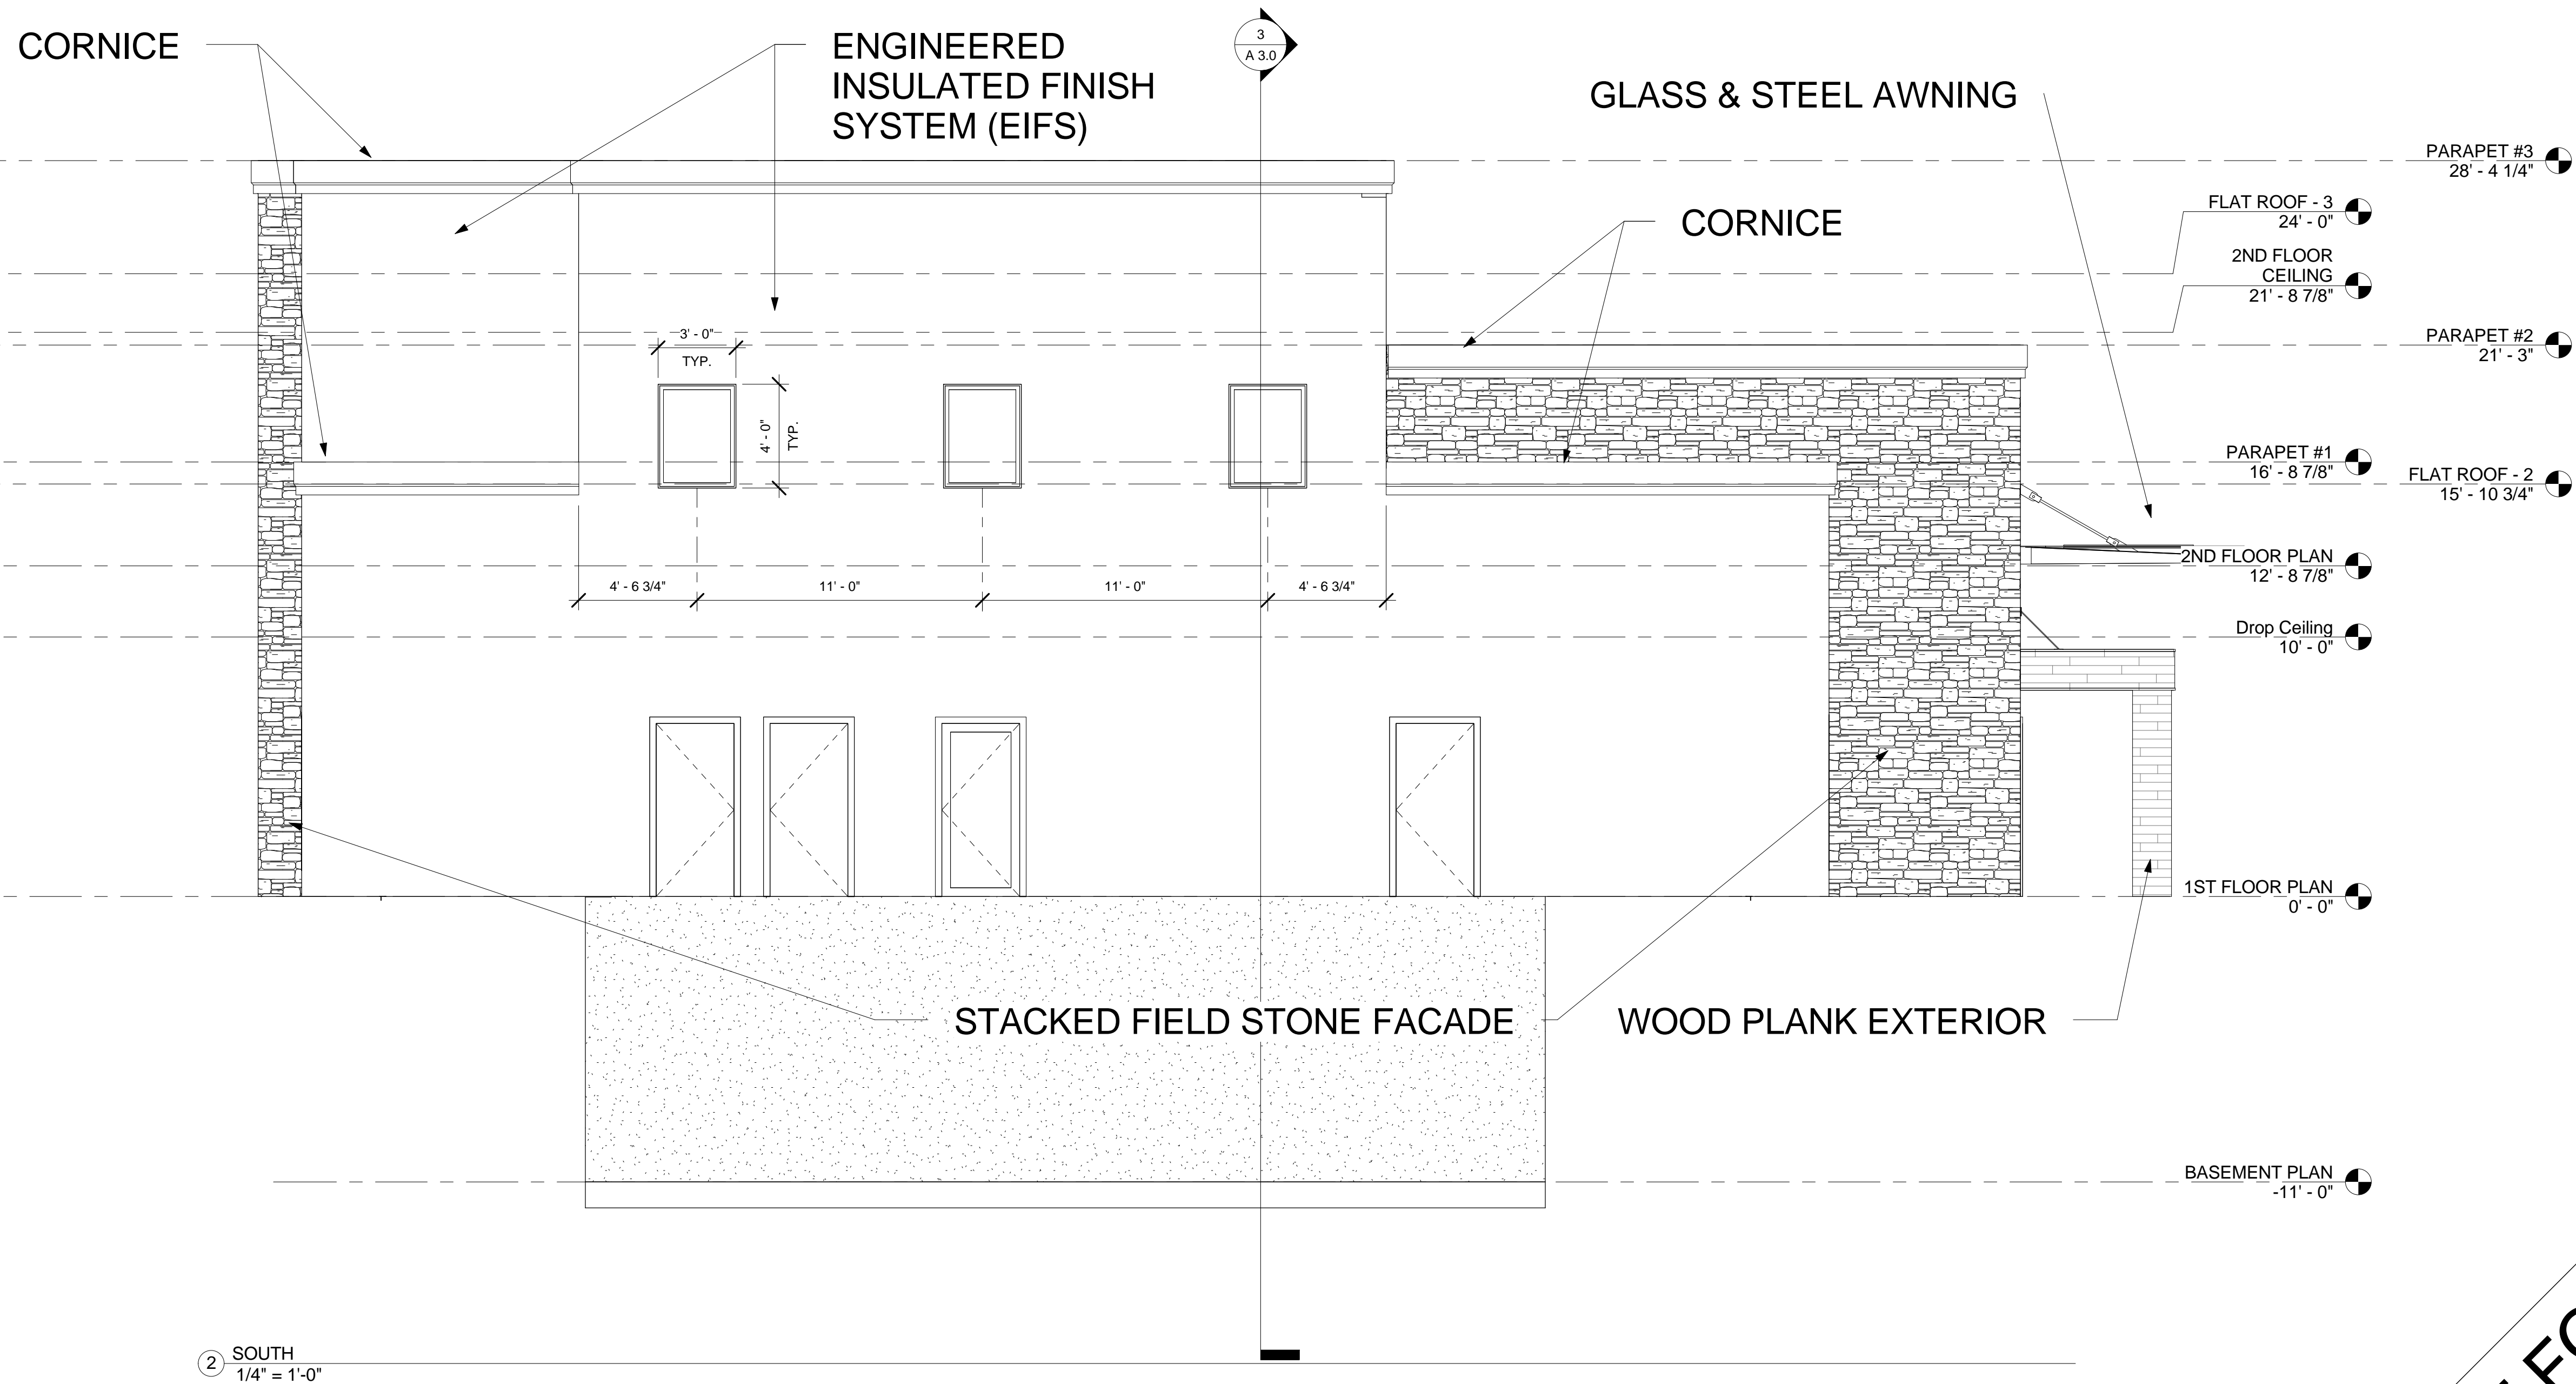 CORNICE
ENGINEERED
INSULATED FINISH
SYSTEM (EIFS)
3
A 3.0
GLASS & STEEL AWNING
PARAPET #3
28' - 4 1/4"
FLAT ROOF - 3
24' - 0"
CORNICE
2ND FLOOR
CEILING
21' - 8 7/8"
3' - 0"
TYP.
PARAPET #2
21' - 3"
4' - 0"
TYP.
PARAPET #1
16' - 8 7/8"
FLAT ROOF - 2
15' - 10 3/4"
2ND FLOOR PLAN
12' - 8 7/8"
4' - 6 3/4"
11' - 0"
11' - 0"
4' - 6 3/4"
Drop Ceiling
10' - 0"
1ST FLOOR PLAN
0' - 0"
STACKED FIELD STONE FACADE
WOOD PLANK EXTERIOR
BASEMENT PLAN
-11' - 0"
2
SOUTH
1/4" = 1'-0"